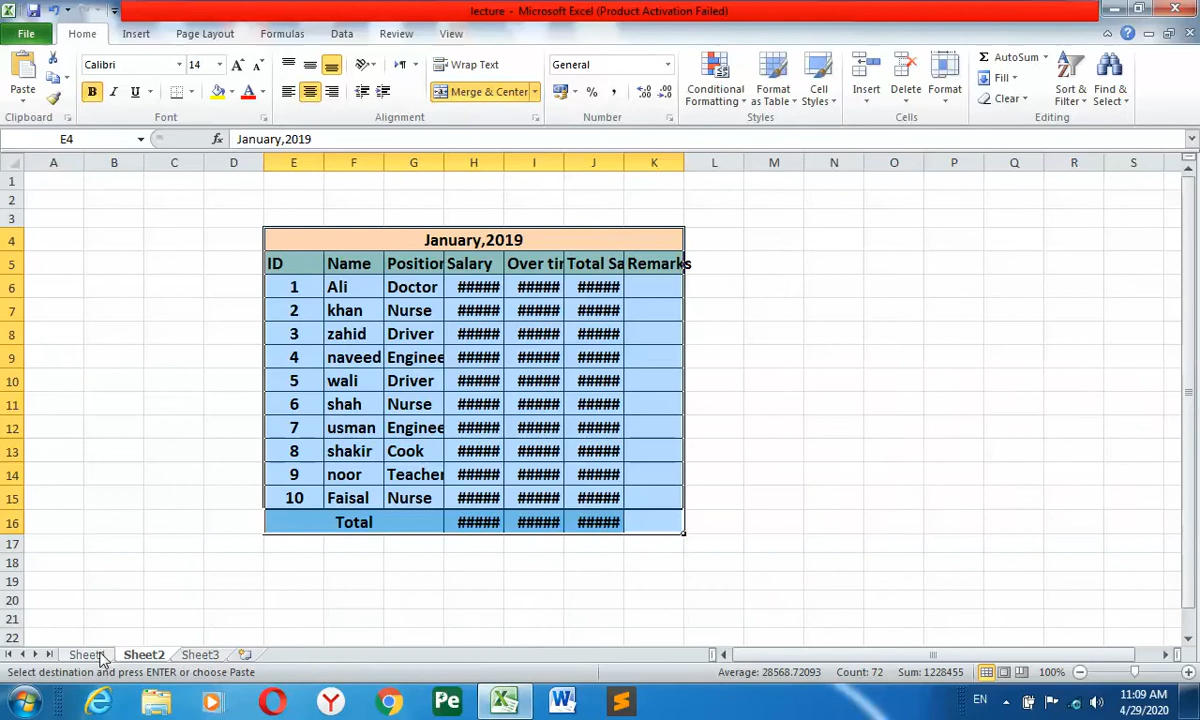 lecture - Microsoft Excel (Product Activation Failed)
File Home Insert Page Layout Formulas Data Review View
Paste
Calibri 14
B I U
Wrap Text
Merge & Center
General
Conditional Formatting
Format as Table
Cell Styles
Insert Delete Format
AutoSum
Fill
Clear
Sort & Filter
Find & Select
Clipboard Font Alignment Number Styles Cells Editing
E4 fx January,2019
A B C D E F G H I J K L M N O P Q R S
1
2
3
4 January,2019
5 ID Name Position Salary Over tir Total Sa Remarks
6 1 Ali Doctor ##### ##### #####
7 2 khan Nurse ##### ##### #####
8 3 zahid Driver ##### ##### #####
9 4 naveed Enginee ##### ##### #####
10 5 wali Driver ##### ##### #####
11 6 shah Nurse ##### ##### #####
12 7 usman Enginee ##### ##### #####
13 8 shakir Cook ##### ##### #####
14 9 noor Teacher ##### ##### #####
15 10 Faisal Nurse ##### ##### #####
16 Total ##### ##### #####
17
18
19
20
21
22
Sheet1 Sheet2 Sheet3
Select destination and press ENTER or choose Paste Average: 28568.72093 Count: 72 Sum: 1228455 100%
Pe W EN 11:09 AM
4/29/2020